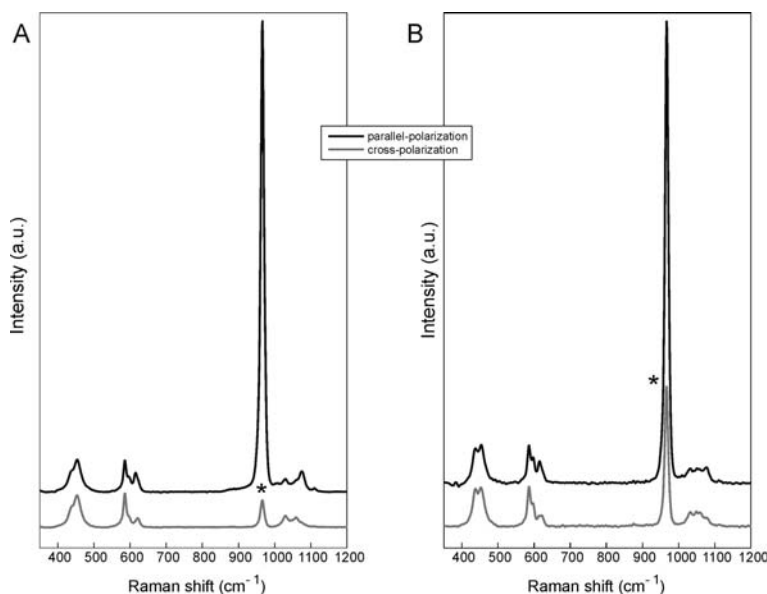 A
B
parallel-polarization
cross-polarization
Intensity (a.u.)
Intensity (a.u.)
*
*
400 500 600 700 800 900 1000 1100 1200
400 500 600 700 800 900 1000 1100 1200
Raman shift (cm⁻¹)
Raman shift (cm⁻¹)